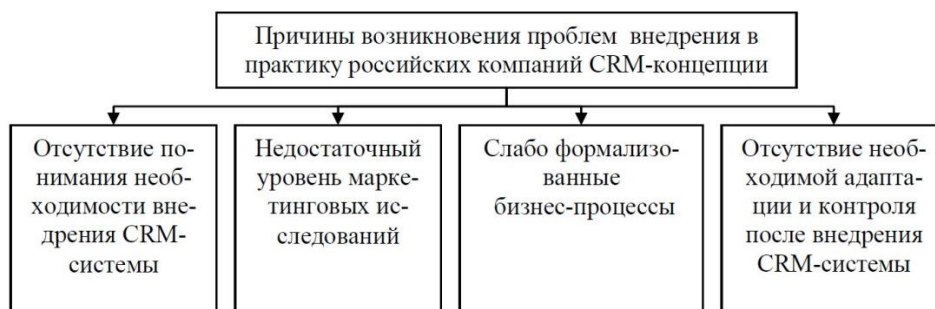 Причины возникновения проблем внедрения в
практику российских компаний CRM-концепции
Отсутствие по-
нимания необ-
ходимости вне-
дрения CRM-
системы
Недостаточный
уровень марке-
тинговых ис-
следований
Слабо формализо-
ванные
бизнес-процессы
Отсутствие необ-
ходимой адапта-
ции и контроля
после внедрения
CRM-системы